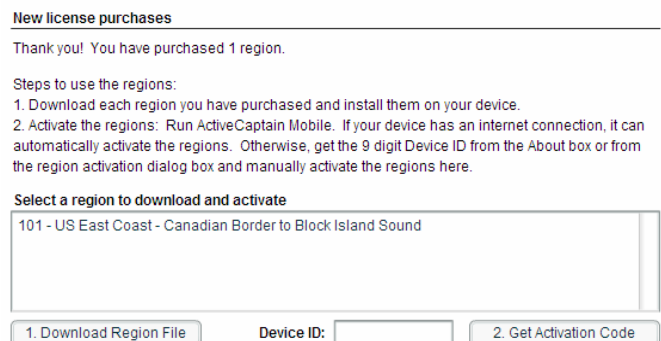 New license purchases
Thank you!  You have purchased 1 region.
Steps to use the regions:
1. Download each region you have purchased and install them on your device.
2. Activate the regions:  Run ActiveCaptain Mobile.  If your device has an internet connection, it can
automatically activate the regions.  Otherwise, get the 9 digit Device ID from the About box or from
the region activation dialog box and manually activate the regions here.
Select a region to download and activate
101 - US East Coast - Canadian Border to Block Island Sound
1. Download Region File Device ID: 2. Get Activation Code